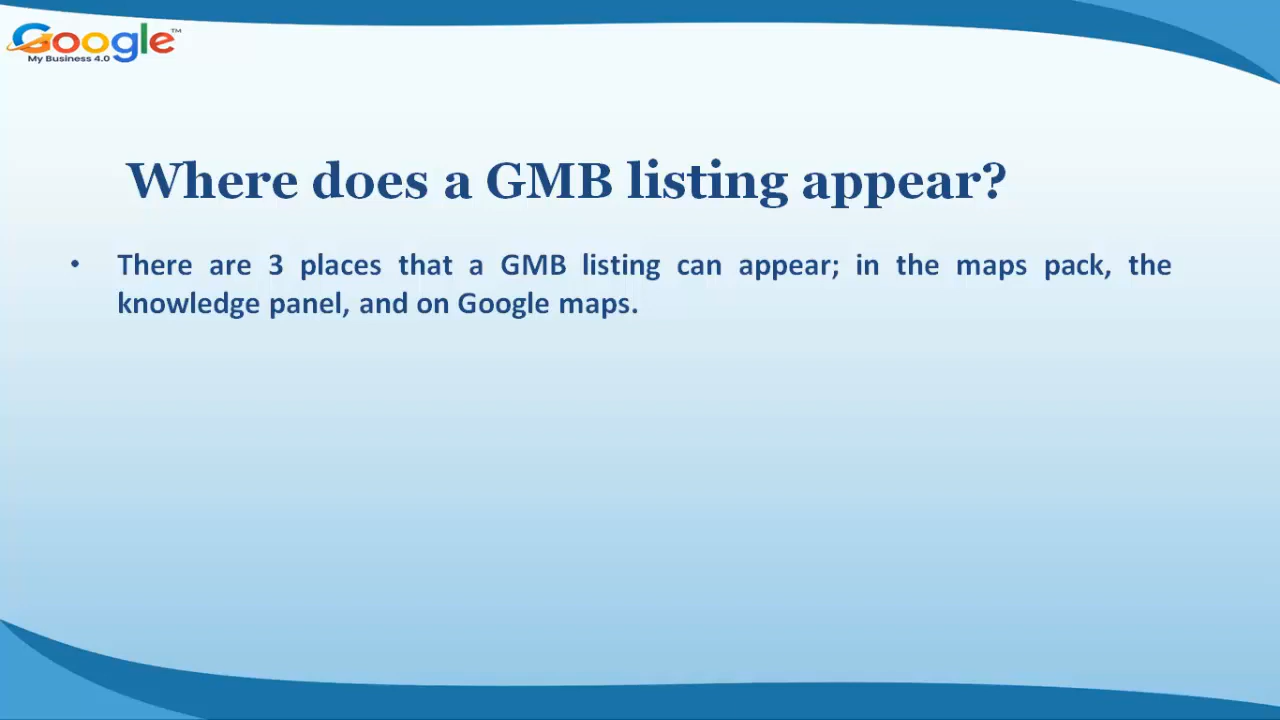 Google™
My Business 4.0
Where does a GMB listing appear?
• There are 3 places that a GMB listing can appear; in the maps pack, the
knowledge panel, and on Google maps.